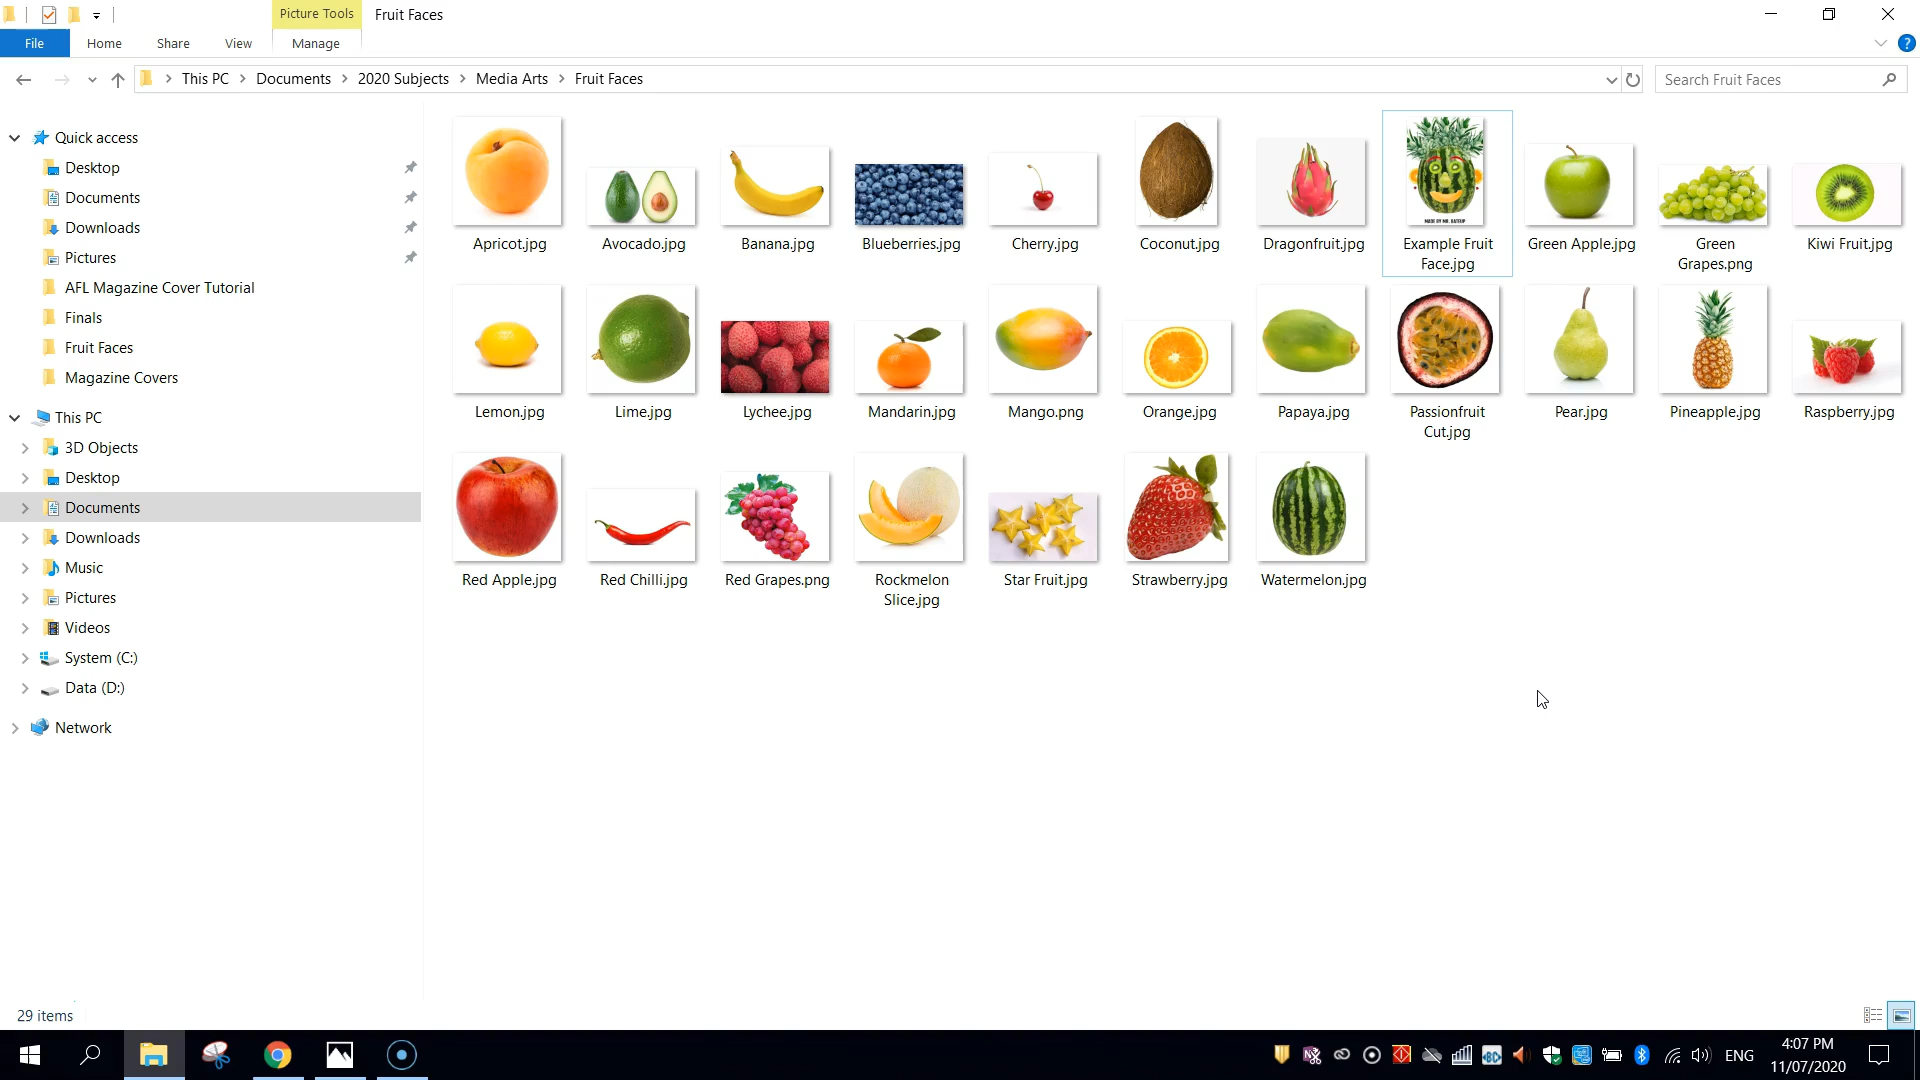 Picture Tools
Fruit Faces
File
Home
Share
View
Manage
This PC
Documents
2020 Subjects
Media Arts
Fruit Faces
Search Fruit Faces
Quick access
Desktop
Documents
Downloads
Pictures
AFL Magazine Cover Tutorial
Finals
Fruit Faces
Magazine Covers
This PC
3D Objects
Desktop
Documents
Downloads
Music
Pictures
Videos
System (C:)
Data (D:)
Network
Apricot.jpg
Avocado.jpg
Banana.jpg
Blueberries.jpg
Cherry.jpg
Coconut.jpg
Dragonfruit.jpg
MADE BY MR. KATSIP
Example Fruit
Face.jpg
Green Apple.jpg
Green
Grapes.png
Kiwi Fruit.jpg
Lemon.jpg
Lime.jpg
Lychee.jpg
Mandarin.jpg
Mango.png
Orange.jpg
Papaya.jpg
Passionfruit
Cut.jpg
Pear.jpg
Pineapple.jpg
Raspberry.jpg
Red Apple.jpg
Red Chilli.jpg
Red Grapes.png
Rockmelon
Slice.jpg
Star Fruit.jpg
Strawberry.jpg
Watermelon.jpg
29 items
ENG
4:07 PM
11/07/2020